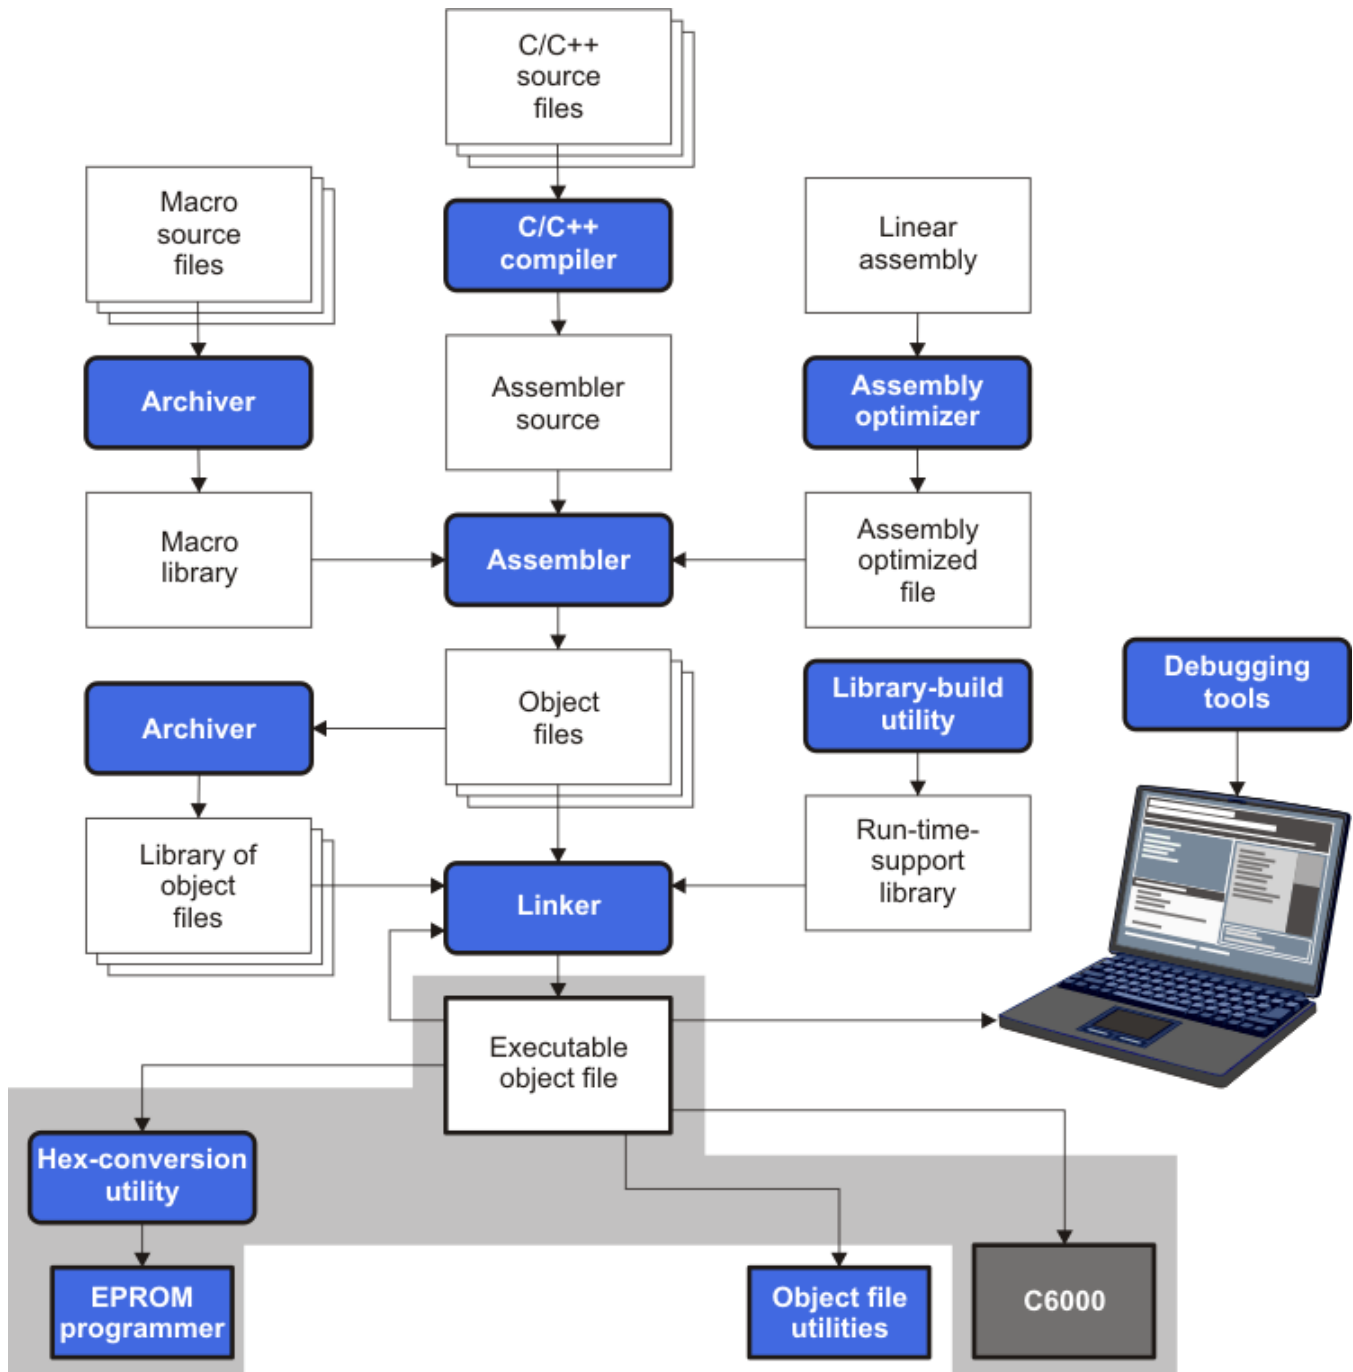 C/C++
source
files
Macro
source
files
C/C++
compiler
Linear
assembly
Archiver
Assembler
source
Assembly
optimizer
Macro
library
Assembler
Assembly
optimized
file
Archiver
Object
files
Library-build
utility
Debugging
tools
Library of
object
files
Linker
Run-time-
support
library
Executable
object file
Hex-conversion
utility
EPROM
programmer
Object file
utilities
C6000